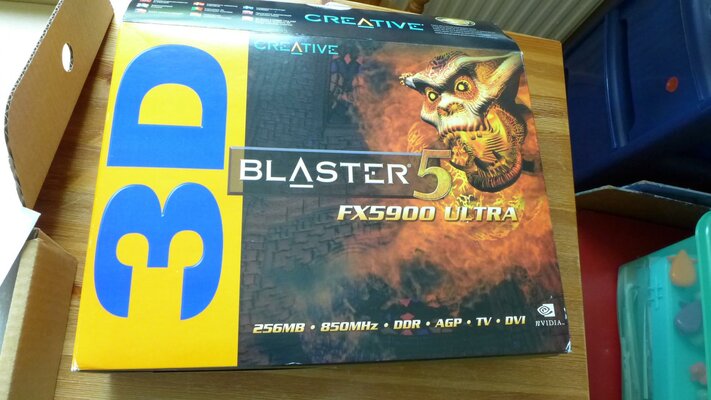 CREATIVE
CREATIVE
3D
BLASTER® 5
FX5900 ULTRA
256MB • 850MHz • DDR • AGP • TV • DVI
NVIDIA